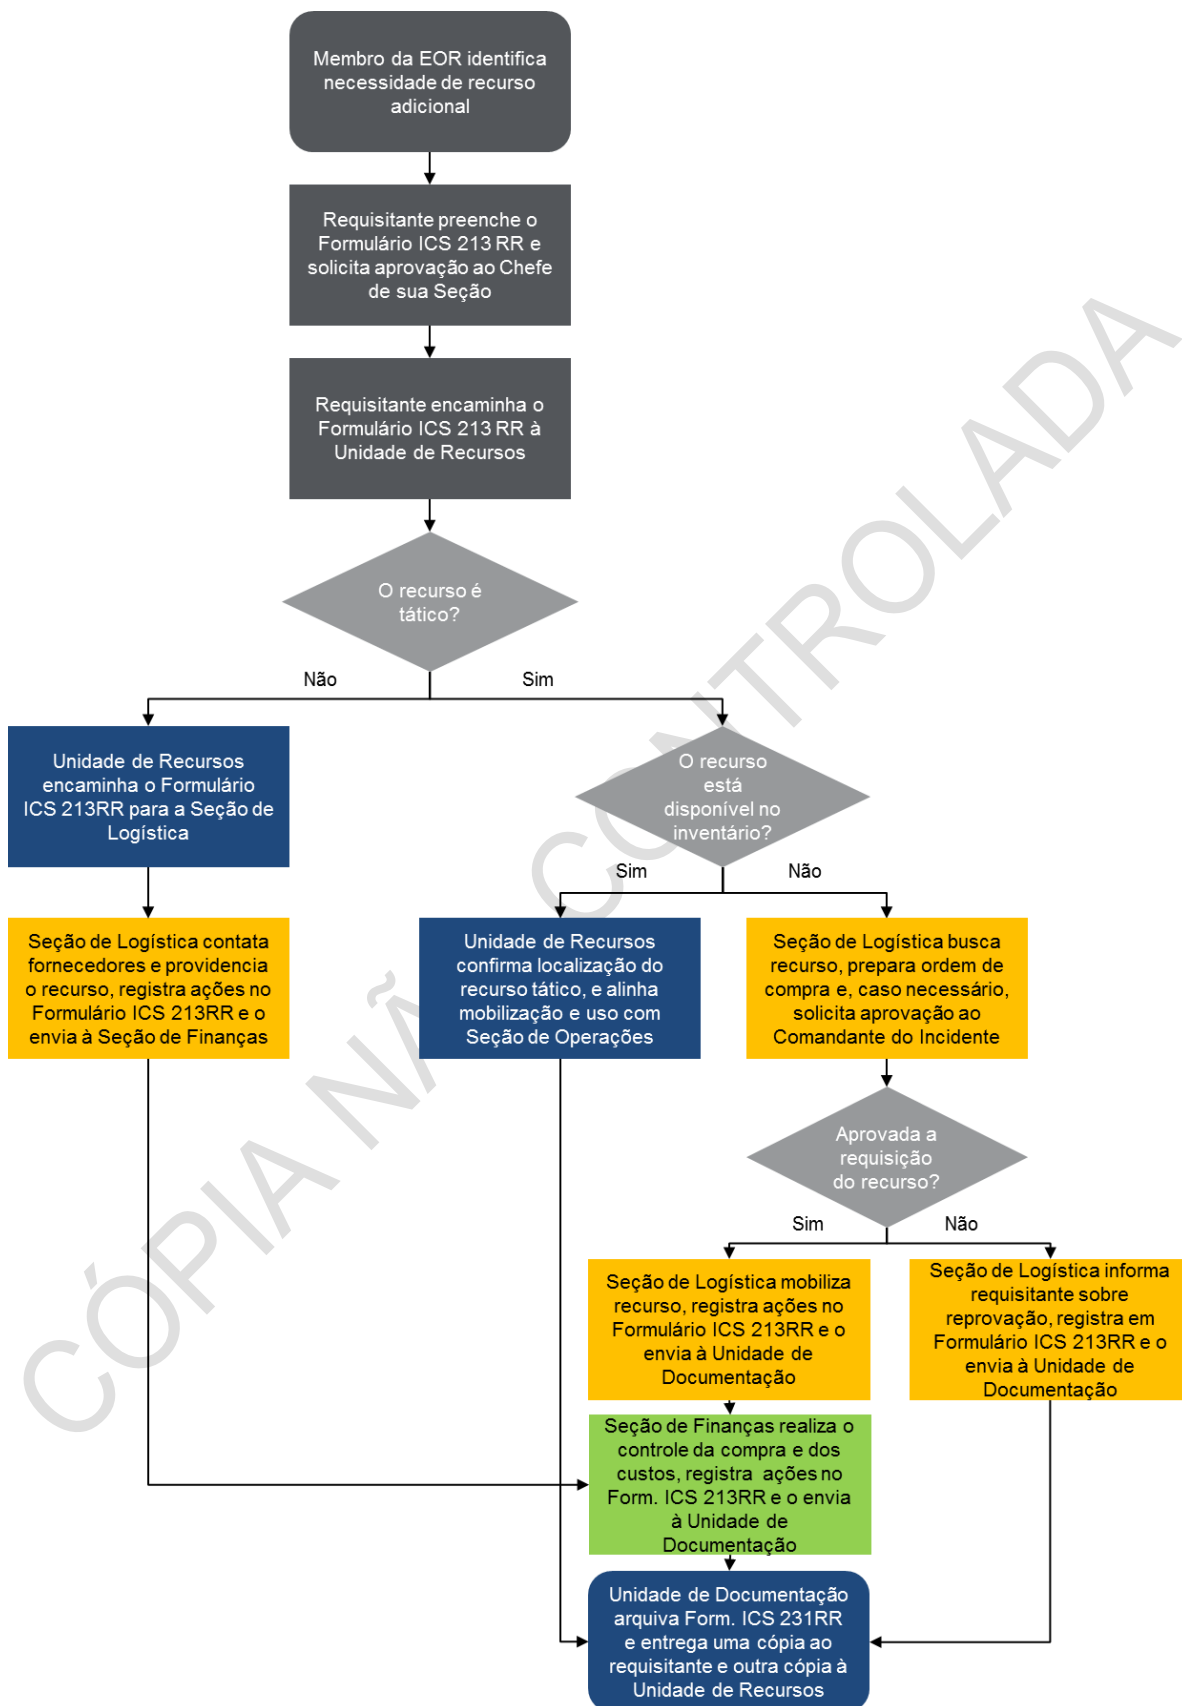 Membro da EOR identifica
necessidade de recurso
adicional
Requisitante preenche o
Formulário ICS 213 RR e
solicita aprovação ao Chefe
de sua Seção
Requisitante encaminha o
Formulário ICS 213 RR à
Unidade de Recursos
O recurso é
tático?
Não
Sim
Unidade de Recursos
encaminha o Formulário
ICS 213RR para a Seção de
Logística
O recurso
está
disponível no
inventário?
Sim
Não
Seção de Logística contata
fornecedores e providencia
o recurso, registra ações no
Formulário ICS 213RR e o
envia à Seção de Finanças
Unidade de Recursos
confirma localização do
recurso tático, e alinha
mobilização e uso com
Seção de Operações
Seção de Logística busca
recurso, prepara ordem de
compra e, caso necessário,
solicita aprovação ao
Comandante do Incidente
Aprovada a
requisição
do recurso?
Sim
Não
Seção de Logística mobiliza
recurso, registra ações no
Formulário ICS 213RR e o
envia à Unidade de
Documentação
Seção de Logística informa
requisitante sobre
reprovação, registra em
Formulário ICS 213RR e o
envia à Unidade de
Documentação
Seção de Finanças realiza o
controle da compra e dos
custos, registra ações no
Form. ICS 213RR e o envia
à Unidade de
Documentação
Unidade de Documentação
arquiva Form. ICS 231RR
e entrega uma cópia ao
requisitante e outra cópia à
Unidade de Recursos
CÓPIA NÃO CONTROLADA